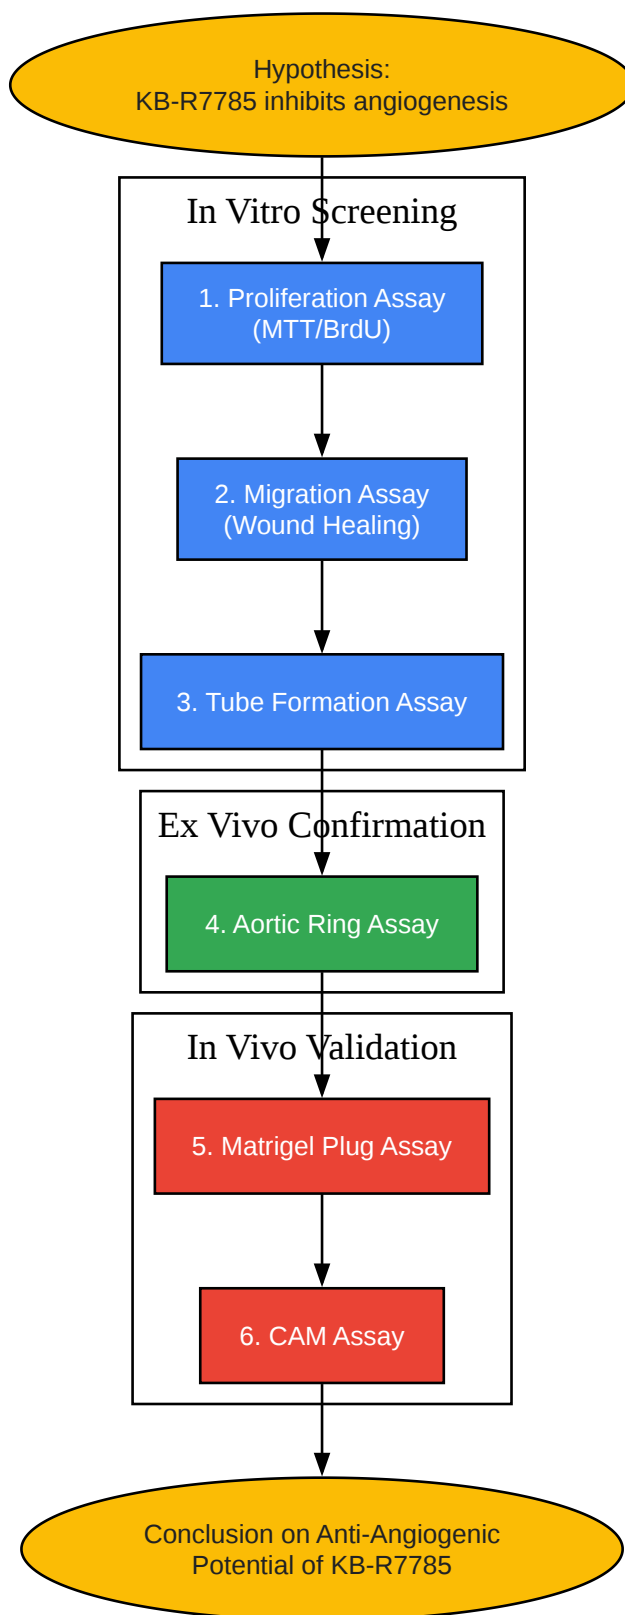 Hypothesis:
KB-R7785 inhibits angiogenesis
In Vitro Screening
1. Proliferation Assay
(MTT/BrdU)
2. Migration Assay
(Wound Healing)
3. Tube Formation Assay
Ex Vivo Confirmation
4. Aortic Ring Assay
In Vivo Validation
5. Matrigel Plug Assay
6. CAM Assay
Conclusion on Anti-Angiogenic
Potential of KB-R7785